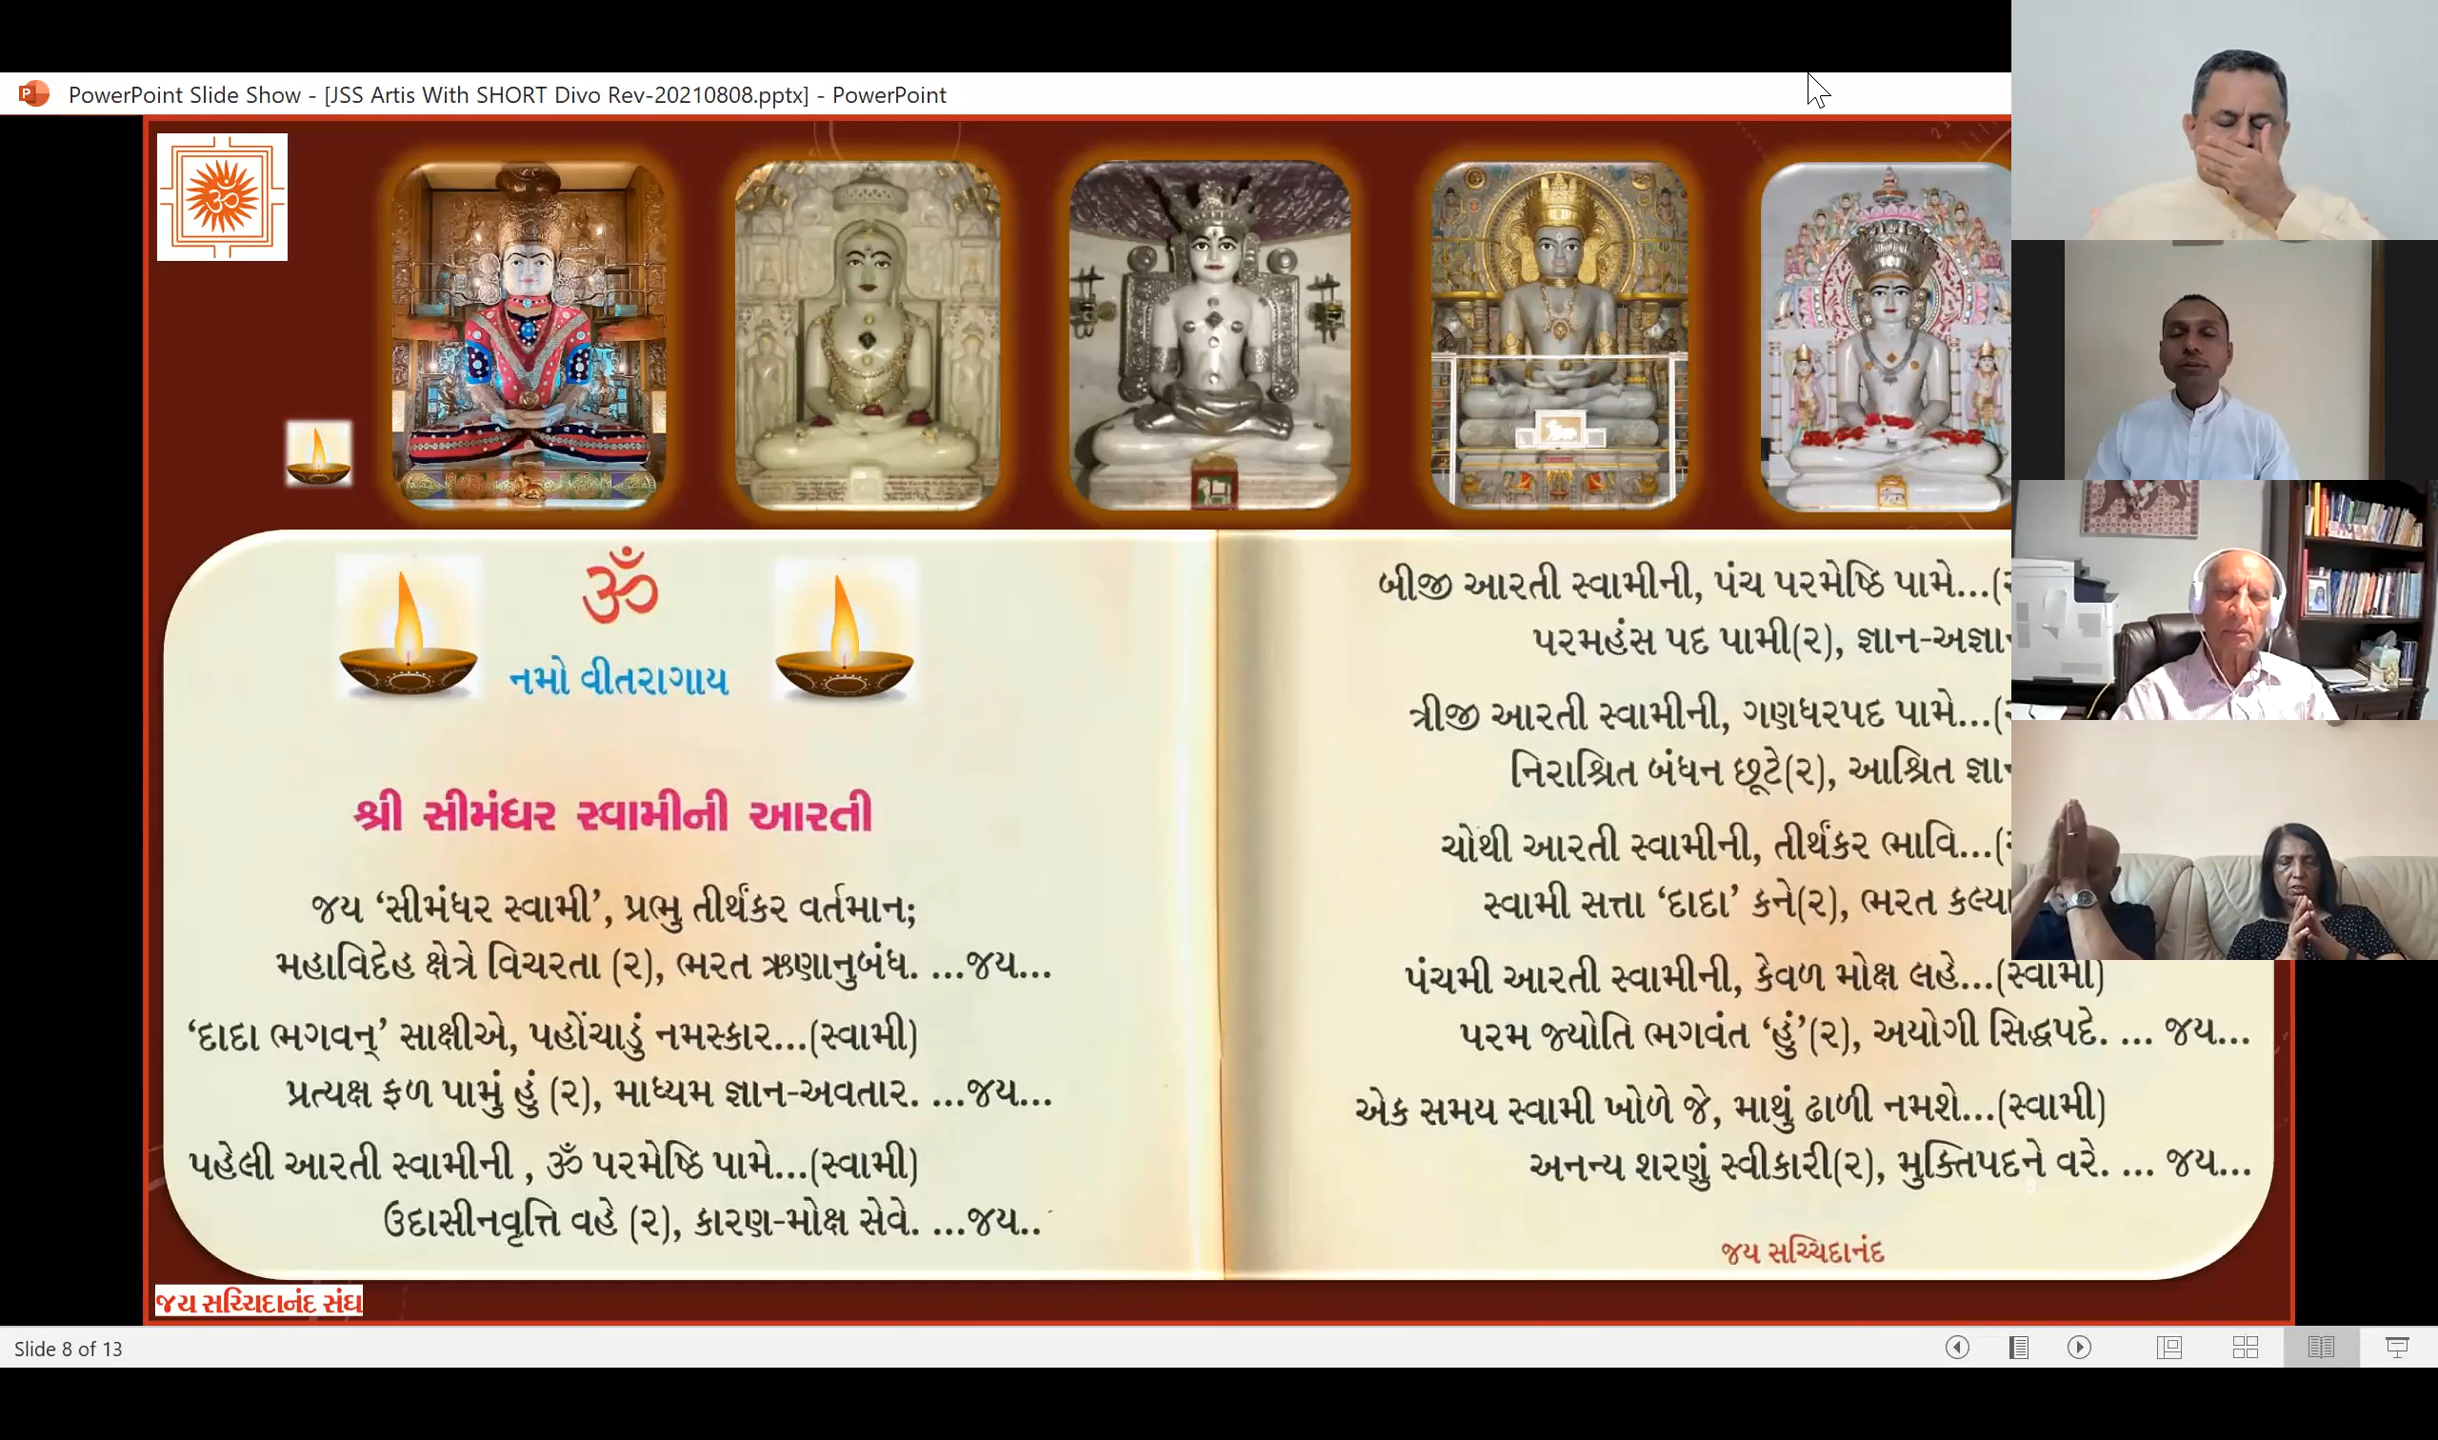 PowerPoint Slide Show - [JSS Artis With SHORT Divo Rev-20210808.pptx] - PowerPoint
ૐ
નમો વીતરાગાય
શ્રી સીમંધર સ્વામીની આરતી
જય ‘સીમંધર સ્વામી’, પ્રભુ તીર્થંકર વર્તમાન;
મહાવિદેહ ક્ષેત્રે વિચરતા (૨), ભરત ઋણાનુબંધ. ...જય...
‘દાદા ભગવન્’ સાક્ષીએ, પહોંચાડું નમસ્કાર...(સ્વામી)
પ્રત્યક્ષ ફળ પામું હું (૨), માધ્યમ જ્ઞાન-અવતાર. ...જય...
પહેલી આરતી સ્વામીની , ૐ પરમેષ્ઠિ પામે...(સ્વામી)
ઉદાસીનવૃત્તિ વહે (૨), કારણ-મોક્ષ સેવે. ...જય..
બીજી આરતી સ્વામીની, પંચ પરમેષ્ઠિ પામે...(
પરમહંસ પદ પામી(૨), જ્ઞાન-અજ્ઞા
ત્રીજી આરતી સ્વામીની, ગણધરપદ પામે...(
નિરાશ્રિત બંધન છૂટે(૨), આશ્રિત જ્ઞા
ચોથી આરતી સ્વામીની, તીર્થંકર ભાવિ...(
સ્વામી સત્તા ‘દાદા’ કને(૨), ભરત કલ્યા
પંચમી આરતી સ્વામીની, કેવળ મોક્ષ લહે...(સ્વામી)
પરમ જ્યોતિ ભગવંત ‘હું’(૨), અયોગી સિદ્ધપદે. ... જય...
એક સમય સ્વામી ખોળે જે, માથું ઢાળી નમશે...(સ્વામી)
અનન્ય શરણું સ્વીકારી(૨), મુક્તિપદને વરે. ... જય...
જય સચ્ચિદાનંદ
જય સચ્ચિદાનંદ સંઘ
Slide 8 of 13